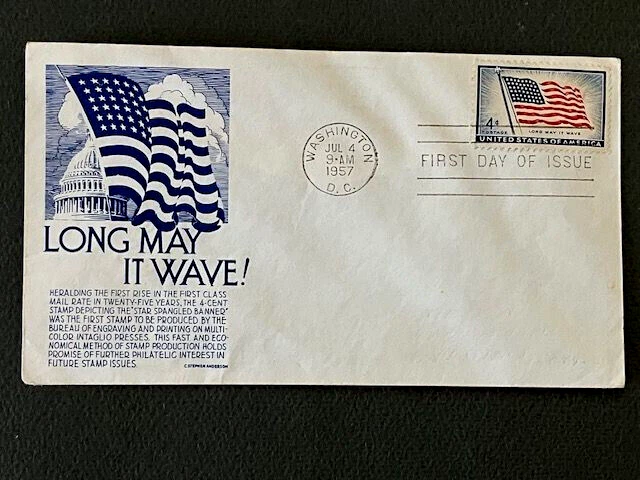 4¢
POSTAGE
LONG MAY IT WAVE
UNITED STATES OF AMERICA
WASHINGTON
JUL 4
9-AM
1957
D. C.
FIRST DAY OF ISSUE
LONG MAY
IT WAVE!
HERALDING THE FIRST RISE IN THE FIRST CLASS
MAIL RATE IN TWENTY-FIVE YEARS, THE 4-CENT
STAMP DEPICTING THE "STAR SPANGLED BANNER"
WAS THE FIRST STAMP TO BE PRODUCED BY THE
BUREAU OF ENGRAVING AND PRINTING ON MULTI-
COLOR INTAGLIO PRESSES. THIS FAST AND ECO-
NOMICAL METHOD OF STAMP PRODUCTION HOLDS
PROMISE OF FURTHER PHILATELIC INTEREST IN
FUTURE STAMP ISSUES.
C. STEPHEN ANDERSON